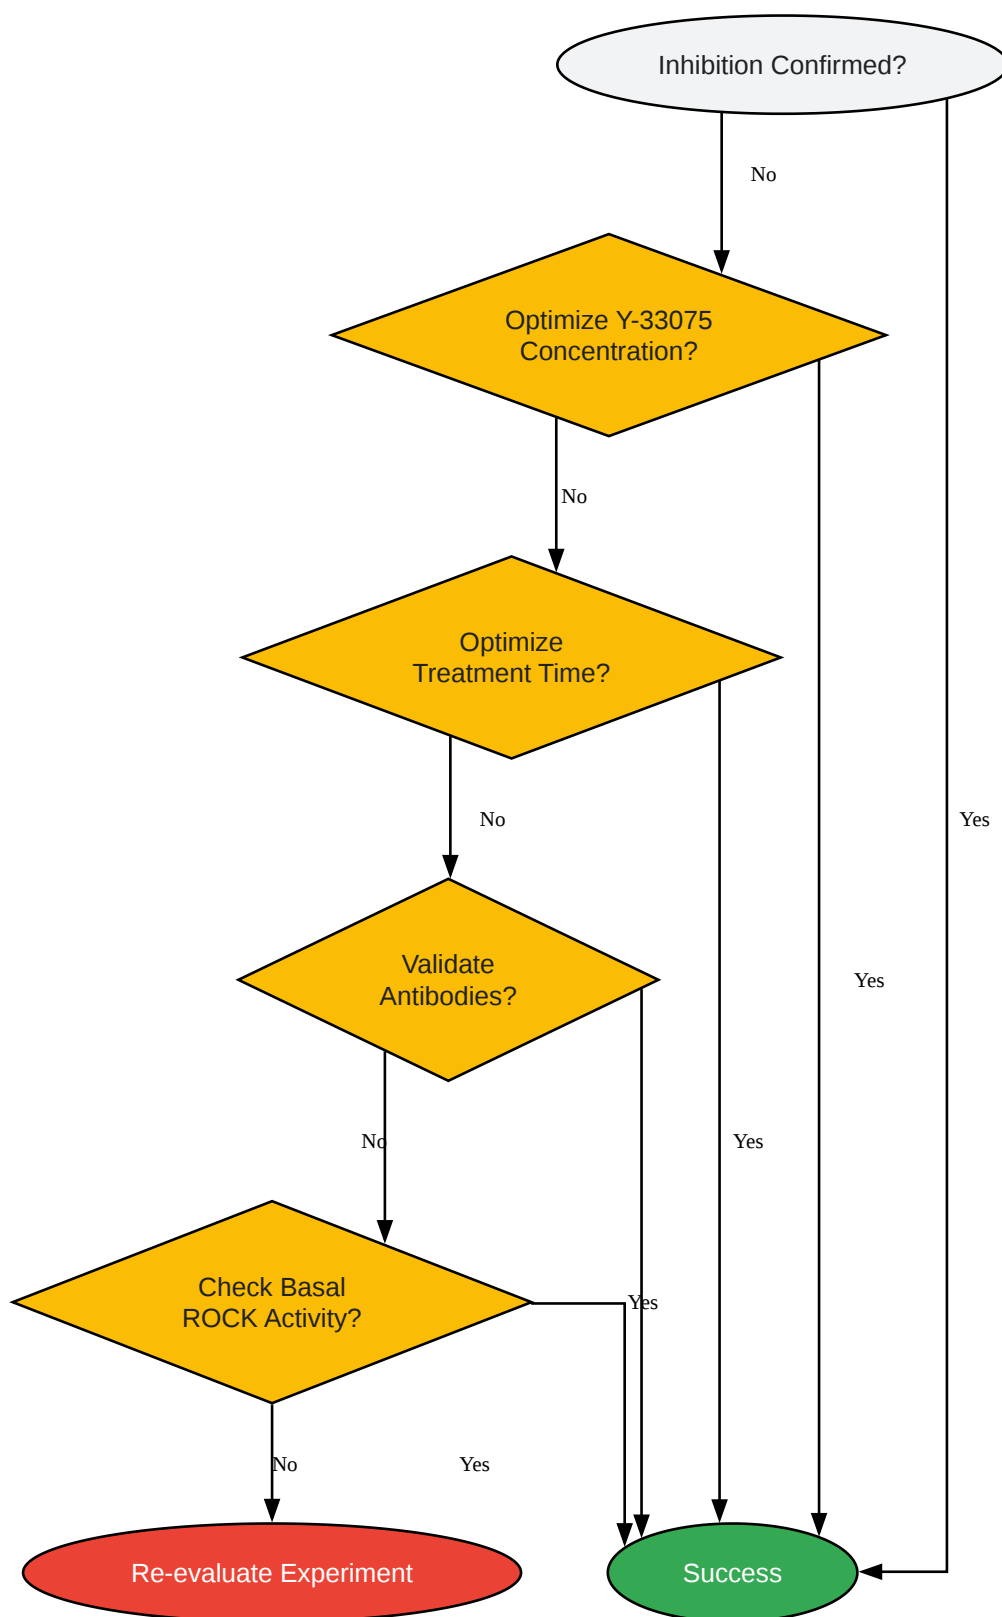 Inhibition Confirmed?
No
Optimize Y-33075
Concentration?
No
Optimize
Treatment Time?
No
Yes
Validate
Antibodies?
Yes
No
Yes
Check Basal
ROCK Activity?
Yes
No
Yes
Re-evaluate Experiment
Success